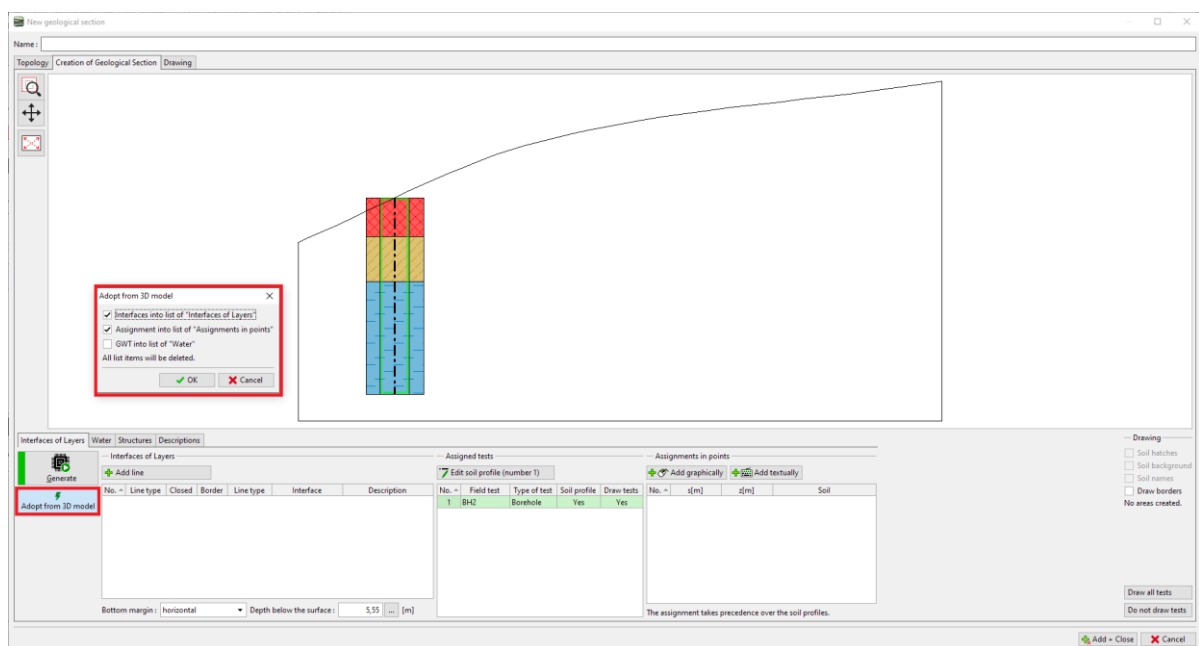 New geological section
Name :
Topology Creation of Geological Section Drawing
Adopt from 3D model
Interfaces into list of "Interfaces of Layers"
Assignment into list of "Assignments in points"
GWT into list of "Water"
All list items will be deleted.
OK Cancel
Interfaces of Layers Water Structures Descriptions
Generate
Adopt from 3D model
Interfaces of Layers
Add line
No. Line type Closed Border Line type Interface Description
Bottom margin : horizontal Depth below the surface : 5,55 ... [m]
Assigned tests
Edit soil profile (number 1)
No. Field test Type of test Soil profile Draw tests
1 BH2 Borehole Yes Yes
Assignments in points
Add graphically Add textually
No. s[m] z[m] Soil
The assignment takes precedence over the soil profiles.
Drawing
Soil hatches
Soil background
Soil names
Draw borders
No areas created.
Draw all tests
Do not draw tests
Add + Close Cancel